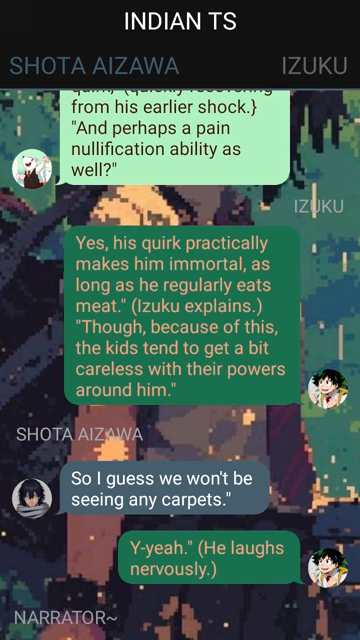 INDIAN TS
SHOTA AIZAWA
IZUKU
quirk," (quickly recovering
from his earlier shock.}
"And perhaps a pain
nullification ability as
well?"
IZUKU
Yes, his quirk practically
makes him immortal, as
long as he regularly eats
meat." (Izuku explains.)
"Though, because of this,
the kids tend to get a bit
careless with their powers
around him."
SHOTA AIZAWA
So I guess we won't be
seeing any carpets."
Y-yeah." (He laughs
nervously.)
NARRATOR~